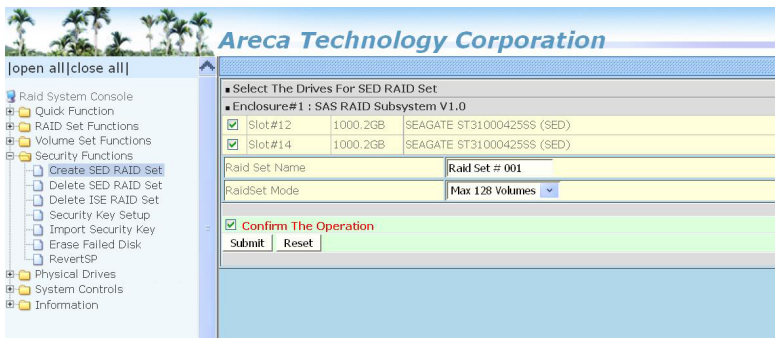 Areca Technology Corporation
|open all|close all|
Raid System Console
Quick Function
RAID Set Functions
Volume Set Functions
Security Functions
Create SED RAID Set
Delete SED RAID Set
Delete ISE RAID Set
Security Key Setup
Import Security Key
Erase Failed Disk
RevertSP
Physical Drives
System Controls
Information
Select The Drives For SED RAID Set
Enclosure#1 : SAS RAID Subsystem V1.0
Slot#12 1000.2GB SEAGATE ST31000425SS (SED)
Slot#14 1000.2GB SEAGATE ST31000425SS (SED)
Raid Set Name Raid Set # 001
RaidSet Mode Max 128 Volumes
Confirm The Operation
Submit Reset